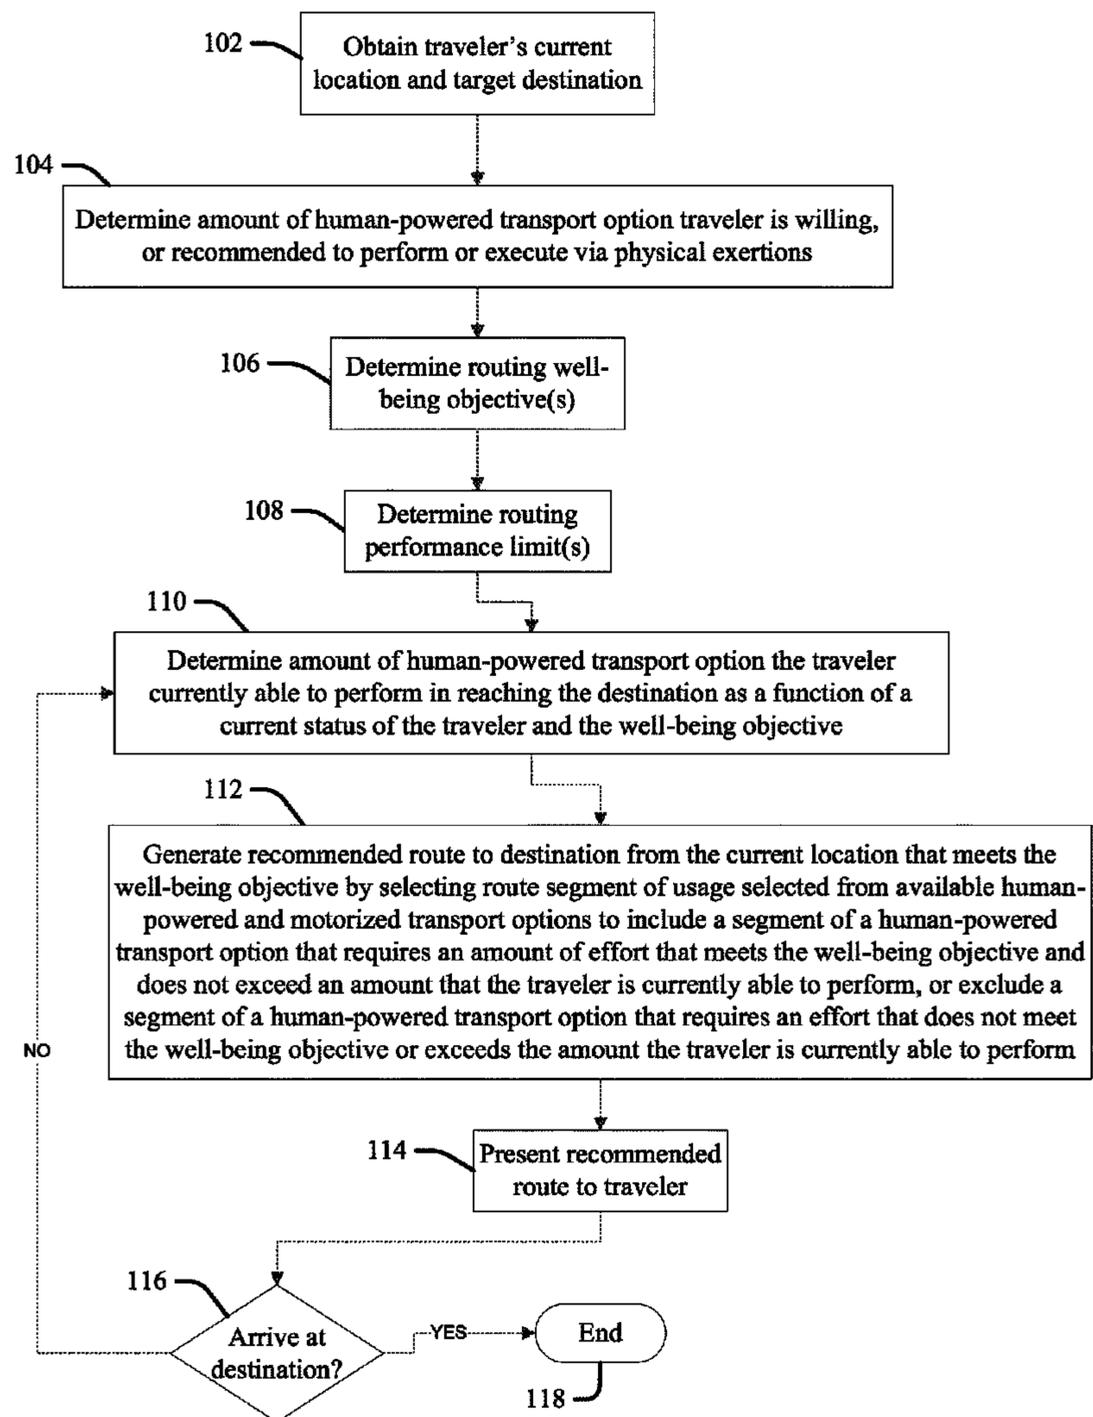 102
Obtain traveler's current
location and target destination
104
Determine amount of human-powered transport option traveler is willing,
or recommended to perform or execute via physical exertions
106
Determine routing well-
being objective(s)
108
Determine routing
performance limit(s)
110
Determine amount of human-powered transport option the traveler
currently able to perform in reaching the destination as a function of a
current status of the traveler and the well-being objective
112
Generate recommended route to destination from the current location that meets the
well-being objective by selecting route segment of usage selected from available human-
powered and motorized transport options to include a segment of a human-powered
transport option that requires an amount of effort that meets the well-being objective and
does not exceed an amount that the traveler is currently able to perform, or exclude a
segment of a human-powered transport option that requires an effort that does not meet
the well-being objective or exceeds the amount the traveler is currently able to perform
NO
114
Present recommended
route to traveler
116
Arrive at
destination?
YES
End
118